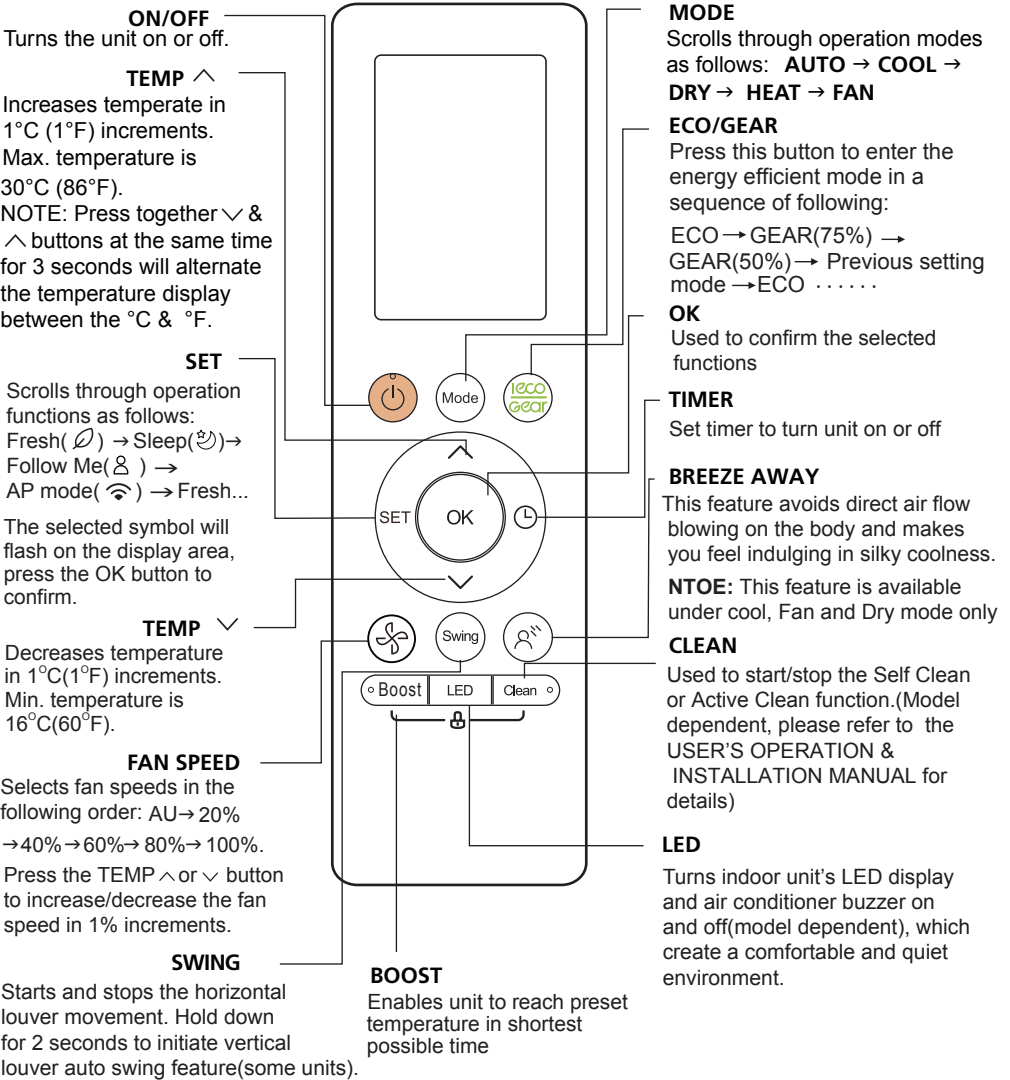 ON/OFF
Turns the unit on or off.
TEMP ︿
Increases temperate in
1°C (1°F) increments.
Max. temperature is
30°C (86°F).
NOTE: Press together ﹀ &
︿ buttons at the same time
for 3 seconds will alternate
the temperature display
between the °C & °F.
SET
Scrolls through operation
functions as follows:
Fresh( ) → Sleep( )→
Follow Me( ) →
AP mode( ) → Fresh...
The selected symbol will
flash on the display area,
press the OK button to
confirm.
TEMP ﹀
Decreases temperature
in 1°C(1°F) increments.
Min. temperature is
16°C(60°F).
FAN SPEED
Selects fan speeds in the
following order: AU→ 20%
→40%→60%→ 80%→ 100%.
Press the TEMP ︿ or ﹀ button
to increase/decrease the fan
speed in 1% increments.
SWING
Starts and stops the horizontal
louver movement. Hold down
for 2 seconds to initiate vertical
louver auto swing feature(some units).
Mode
ieco
Gear
SET
OK
Swing
Boost
LED
Clean
BOOST
Enables unit to reach preset
temperature in shortest
possible time
MODE
Scrolls through operation modes
as follows: AUTO → COOL →
DRY → HEAT → FAN
ECO/GEAR
Press this button to enter the
energy efficient mode in a
sequence of following:
ECO → GEAR(75%) →
GEAR(50%)→ Previous setting
mode →ECO ······
OK
Used to confirm the selected
functions
TIMER
Set timer to turn unit on or off
BREEZE AWAY
This feature avoids direct air flow
blowing on the body and makes
you feel indulging in silky coolness.
NTOE: This feature is available
under cool, Fan and Dry mode only
CLEAN
Used to start/stop the Self Clean
or Active Clean function.(Model
dependent, please refer to the
USER'S OPERATION &
INSTALLATION MANUAL for
details)
LED
Turns indoor unit's LED display
and air conditioner buzzer on
and off(model dependent), which
create a comfortable and quiet
environment.